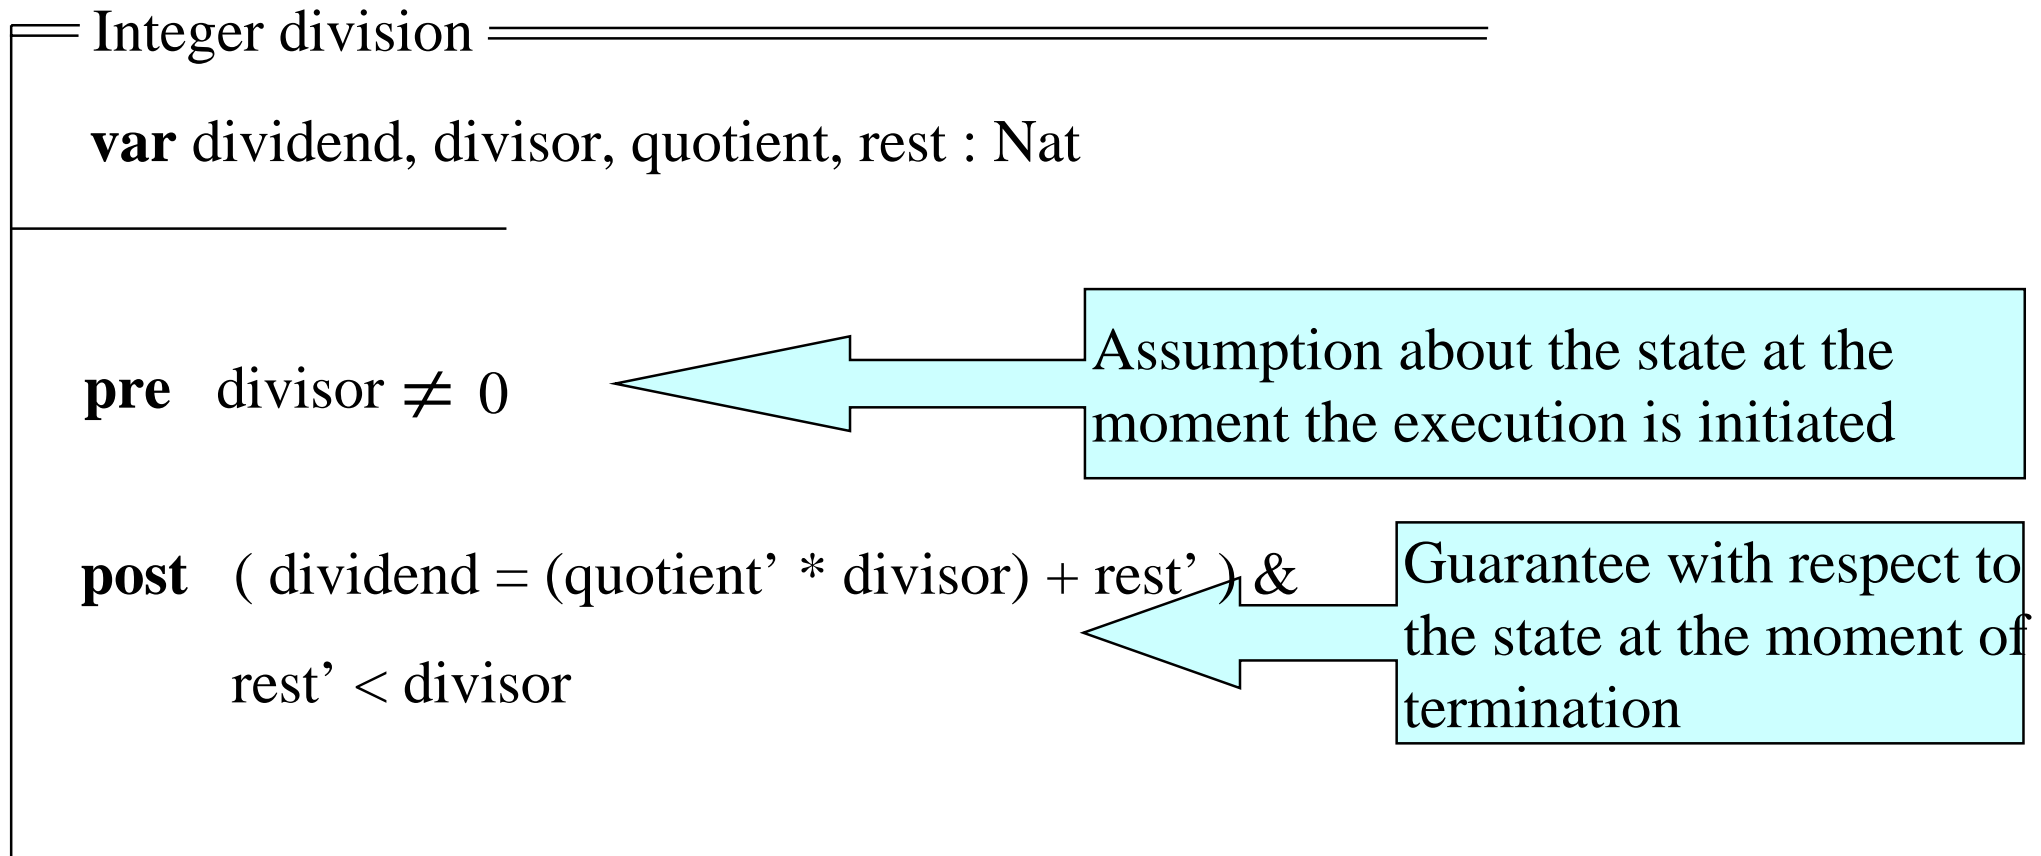 Integer division
var dividend, divisor, quotient, rest : Nat
pre divisor ≠ 0
Assumption about the state at the
moment the execution is initiated
post ( dividend = (quotient’ * divisor) + rest’ ) &
rest’ < divisor
Guarantee with respect to
the state at the moment of
termination